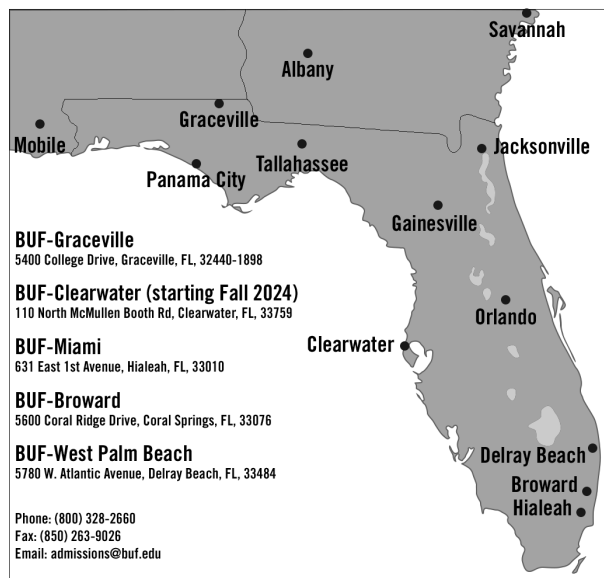 Savannah
Albany
Graceville
Mobile
Jacksonville
Tallahassee
Panama City
Gainesville
BUF-Graceville
5400 College Drive, Graceville, FL, 32440-1898
BUF-Clearwater (starting Fall 2024)
110 North McMullen Booth Rd, Clearwater, FL, 33759
Orlando
Clearwater
BUF-Miami
631 East 1st Avenue, Hialeah, FL, 33010
BUF-Broward
5600 Coral Ridge Drive, Coral Springs, FL, 33076
BUF-West Palm Beach
5780 W. Atlantic Avenue, Delray Beach, FL, 33484
Delray Beach
Broward
Hialeah
Phone: (800) 328-2660
Fax: (850) 263-9026
Email: admissions@buf.edu